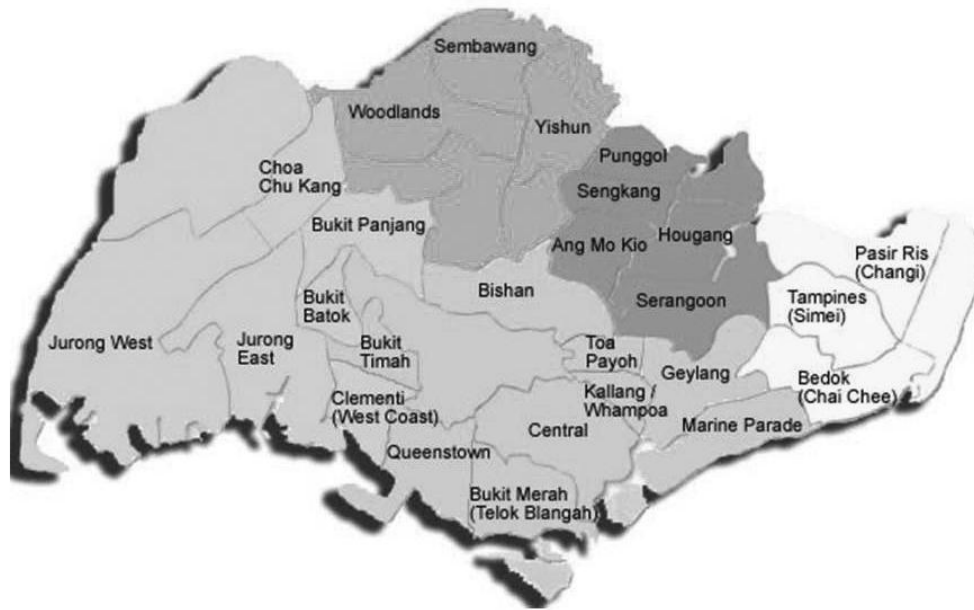 Sembawang
Woodlands
Yishun
Punggol
Choa
Chu Kang
Sengkang
Bukit Panjang
Ang Mo Kio
Hougang
Pasir Ris
(Changi)
Bishan
Serangoon
Tampines
(Simei)
Bukit
Batok
Jurong West
Jurong
East
Bukit
Timah
Toa
Payoh
Geylang
Bedok
(Chai Chee)
Kallang
Whampoa
Clementi
(West Coast)
Central
Marine Parade
Queenstown
Bukit Merah
(Telok Blangah)